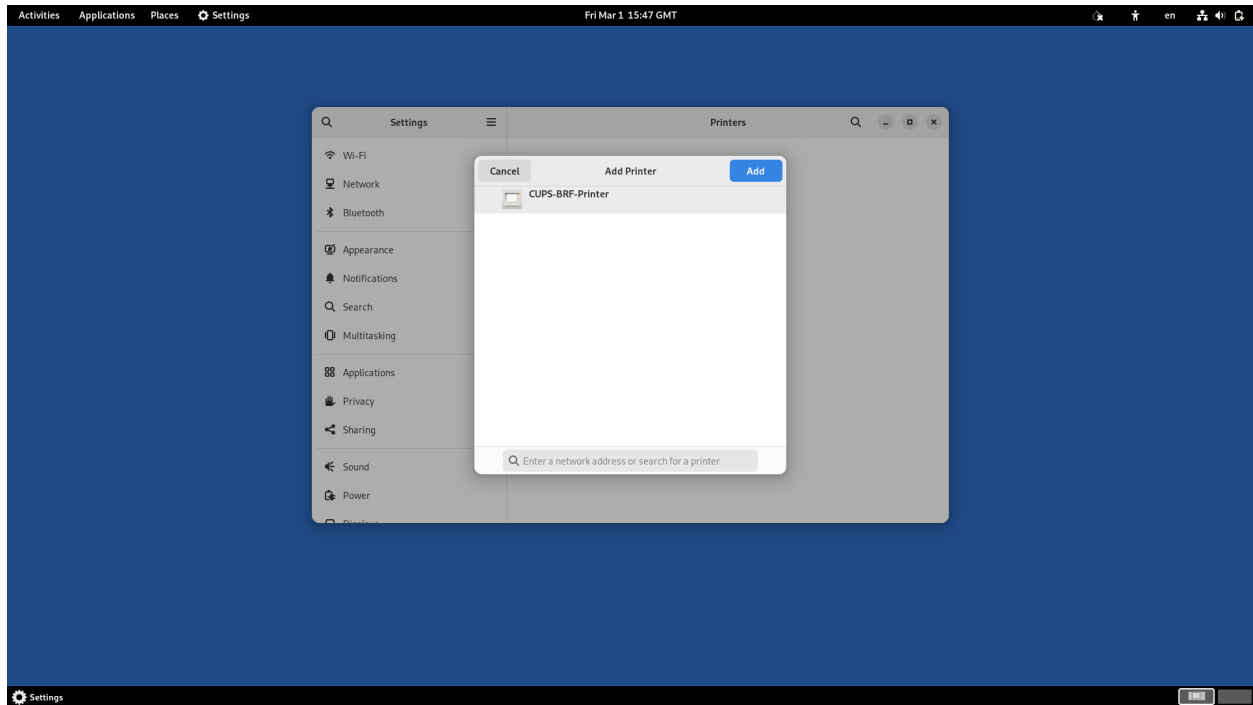 Activities Applications Places Settings Fri Mar 1 15:47 GMT en
Settings Printers
Wi-Fi
Network
Bluetooth
Appearance
Notifications
Search
Multitasking
Applications
Privacy
Sharing
Sound
Power
Displays
Cancel Add Printer Add
CUPS-BRF-Printer
Enter a network address or search for a printer
Settings